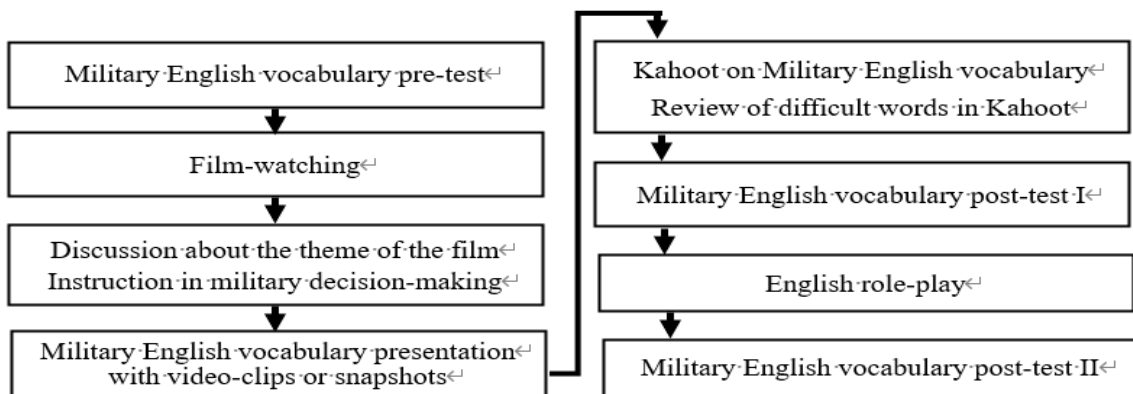 Military English vocabulary pre-test↵
Film-watching↵
Discussion about the theme of the film↵
Instruction in military decision-making↵
Military English vocabulary presentation
with video-clips or snapshots↵
Kahoot on Military English vocabulary↵
Review of difficult words in Kahoot↵
Military English vocabulary post-test I↵
English role-play↵
Military English vocabulary post-test II↵